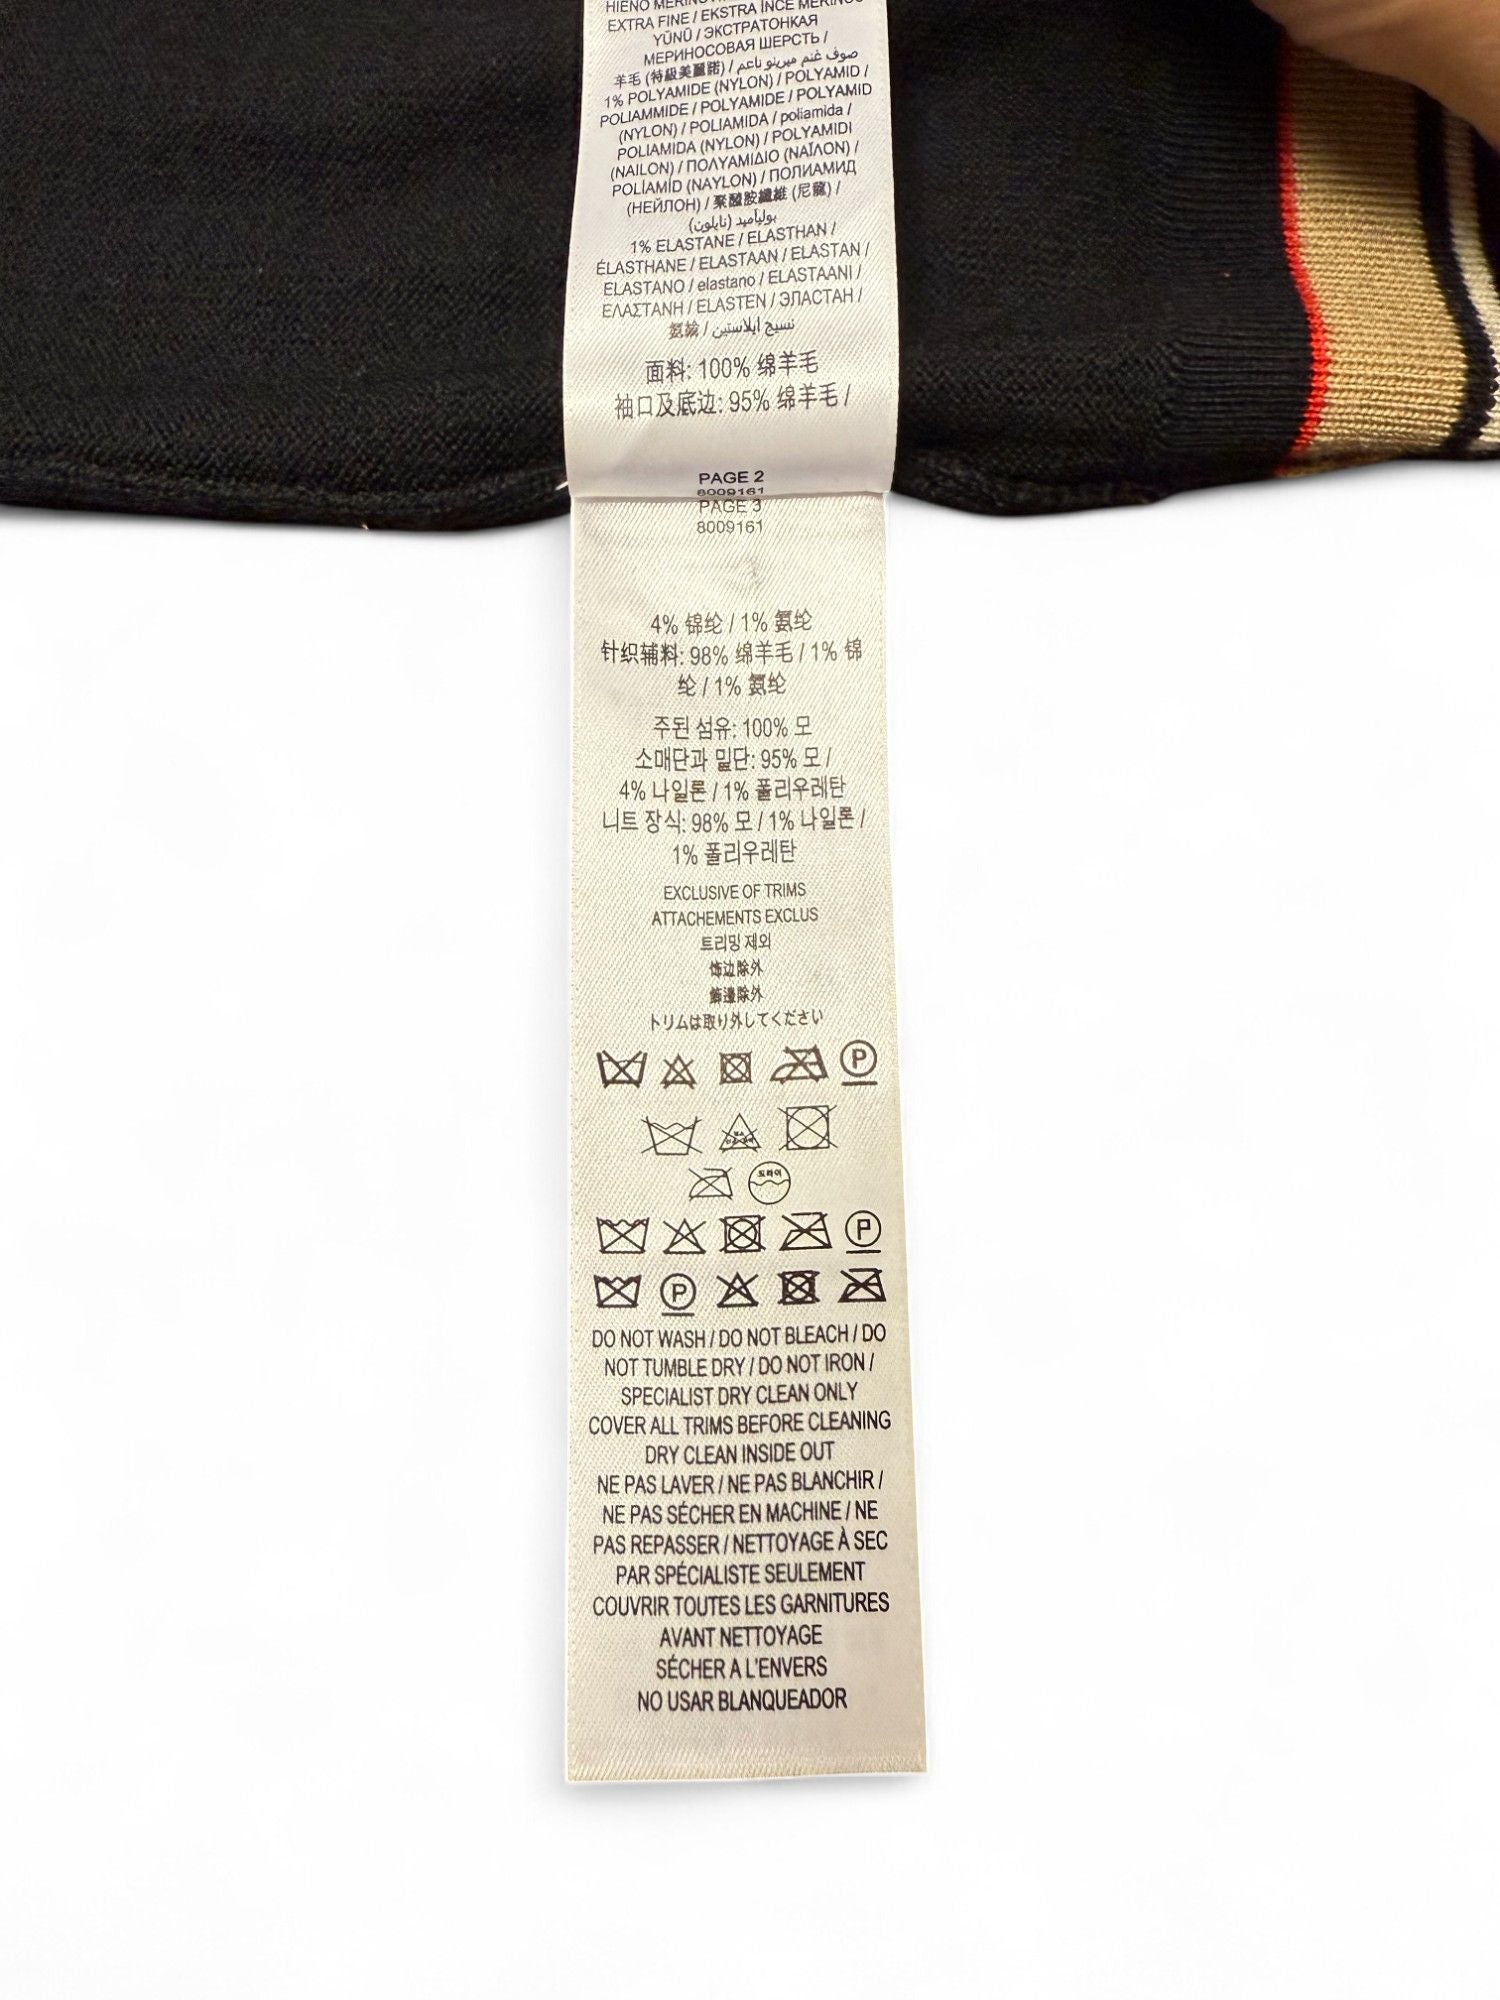 HIENO MERINO
EXTRA FINE / EKSTRA İNCE MERİNOS
YÜNÜ / ЭКСТРАТОНКАЯ
МЕРИНОСОВАЯ ШЕРСТЬ /
羊毛 (特級美麗諾) / صوف غنم ميرينو ناعم
1% POLYAMIDE (NYLON) / POLYAMID /
POLIAMMIDE / POLYAMIDE / POLYAMID
(NYLON) / POLIAMIDA / poliamida /
POLIAMIDA (NYLON) / POLYAMIDI
(NAILON) / ΠΟΛΥΑΜΙΔΙΟ (ΝΑΪΛΟΝ) /
POLİAMİD (NAYLON) / ПОЛИАМИД
(НЕЙЛОН) / 聚醯胺纖維 (尼龍) /
بولياميد (نايلون)
1% ELASTANE / ELASTHAN /
ÉLASTHANE / ELASTAAN / ELASTAN /
ELASTANO / elastano / ELASTAANI /
ΕΛΑΣΤΑΝΗ / ELASTEN / ЭЛАСТАН /
氨綸 / نسيج إيلاستين
面料: 100% 绵羊毛
袖口及底边: 95% 绵羊毛 /
PAGE 2
8009161
PAGE 3
8009161
4% 锦纶 / 1% 氨纶
针织辅料: 98% 绵羊毛 / 1% 锦
纶 / 1% 氨纶
주된 섬유: 100% 모
소매단과 밑단: 95% 모 /
4% 나일론 / 1% 폴리우레탄
니트 장식: 98% 모 / 1% 나일론 /
1% 폴리우레탄
EXCLUSIVE OF TRIMS
ATTACHEMENTS EXCLUS
트리밍 제외
饰边除外
飾邊除外
トリムは取り外してください
P
드라이
P
P
DO NOT WASH / DO NOT BLEACH / DO
NOT TUMBLE DRY / DO NOT IRON /
SPECIALIST DRY CLEAN ONLY
COVER ALL TRIMS BEFORE CLEANING
DRY CLEAN INSIDE OUT
NE PAS LAVER / NE PAS BLANCHIR /
NE PAS SÉCHER EN MACHINE / NE
PAS REPASSER / NETTOYAGE À SEC
PAR SPÉCIALISTE SEULEMENT
COUVRIR TOUTES LES GARNITURES
AVANT NETTOYAGE
SÉCHER A L'ENVERS
NO USAR BLANQUEADOR